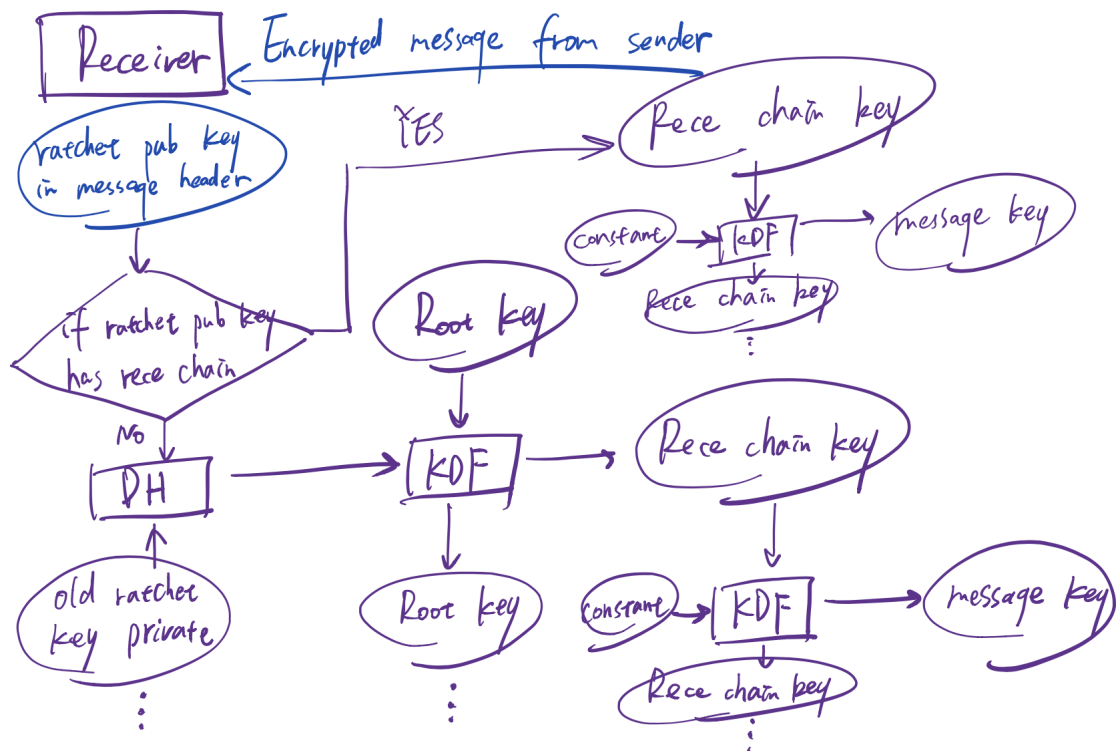 Receiver
Encrypted message from sender
ratchet pub key
in message header
YES
Rece chain key
constant
KDF
message key
Rece chain key
if ratchet pub key
has rece chain
Root key
No
DH
KDF
Rece chain key
old ratchet
key private
Root key
constant
KDF
message key
Rece chain key